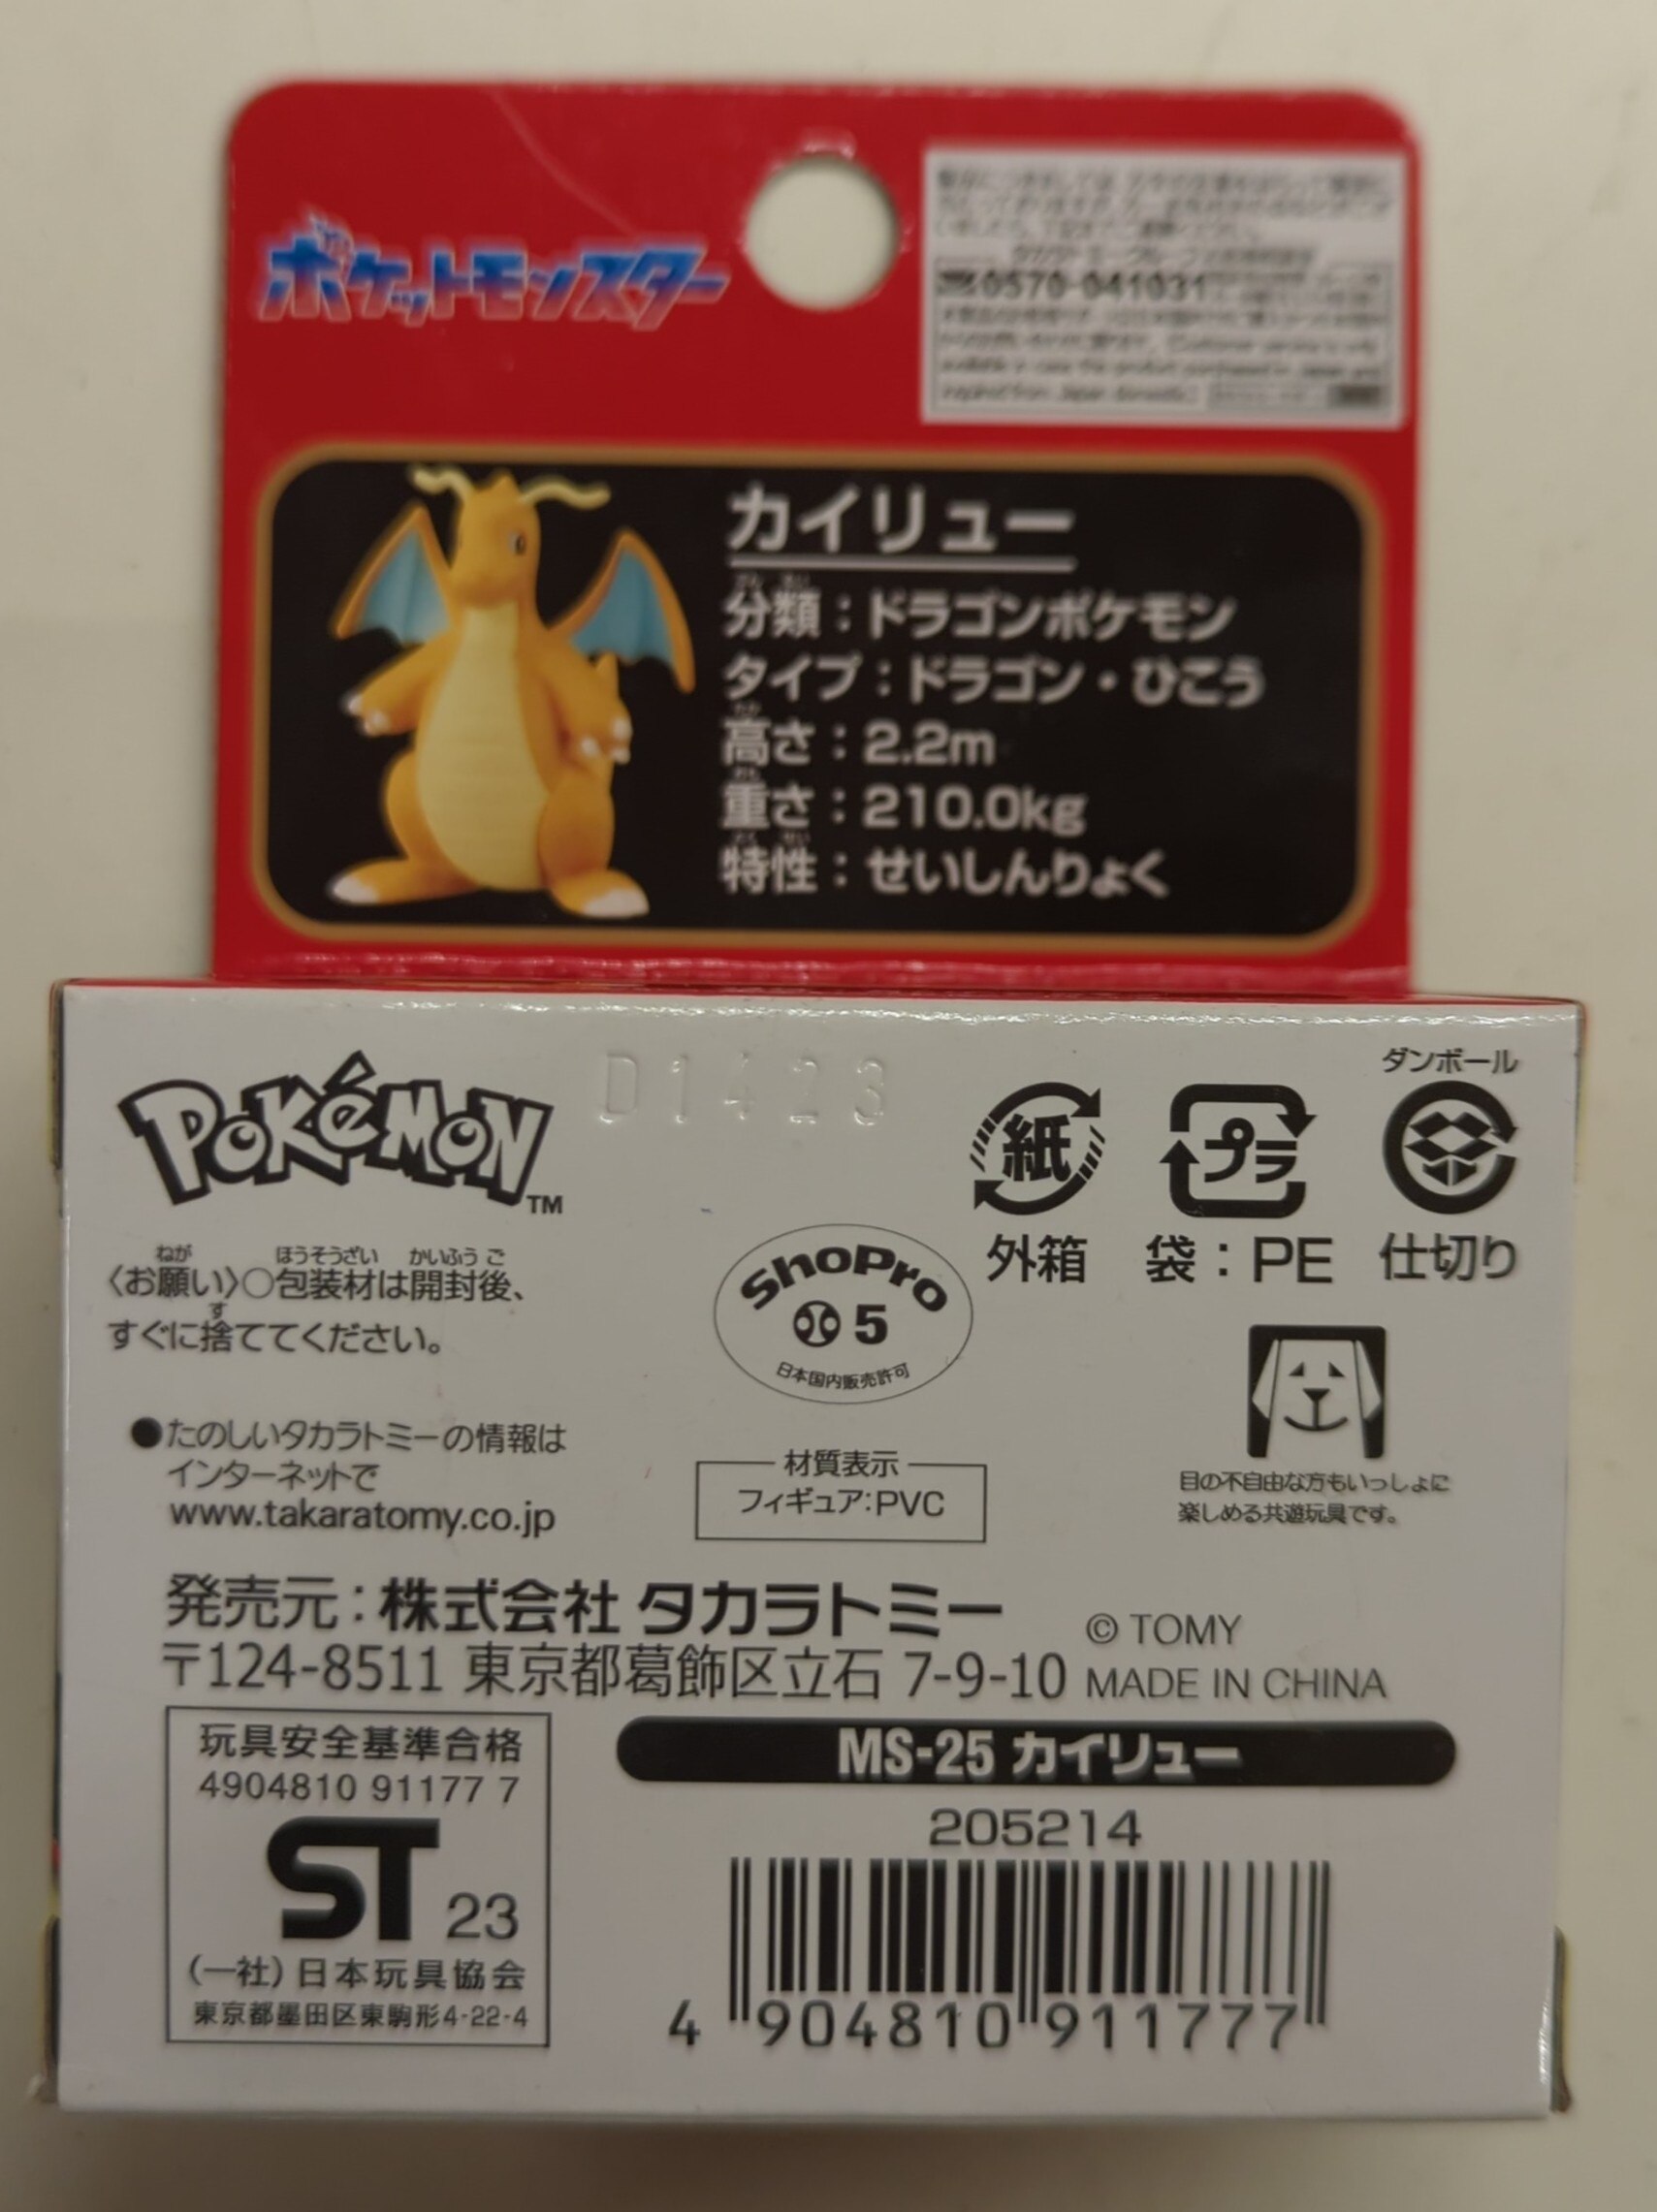 ポケットモンスター
0570-041031
カイリュー
分類：ドラゴンポケモン
タイプ：ドラゴン・ひこう
高さ：2.2m
重さ：210.0kg
特性：せいしんりょく
POKéMON
TM
D1423
ダンボール
紙
プラ
外箱
袋：PE
仕切り
〈お願い〉○包装材は開封後、
すぐに捨ててください。
ShoPro
5
日本国内販売許可
●たのしいタカラトミーの情報は
インターネットで
www.takaratomy.co.jp
材質表示
フィギュア：PVC
目の不自由な方もいっしょに
楽しめる共遊玩具です。
発売元：株式会社 タカラトミー
〒124-8511 東京都葛飾区立石 7-9-10
© TOMY
MADE IN CHINA
玩具安全基準合格
4904810 91177 7
ST 23
(一社)日本玩具協会
東京都墨田区東駒形4-22-4
MS-25 カイリュー
205214
4 904810 911777